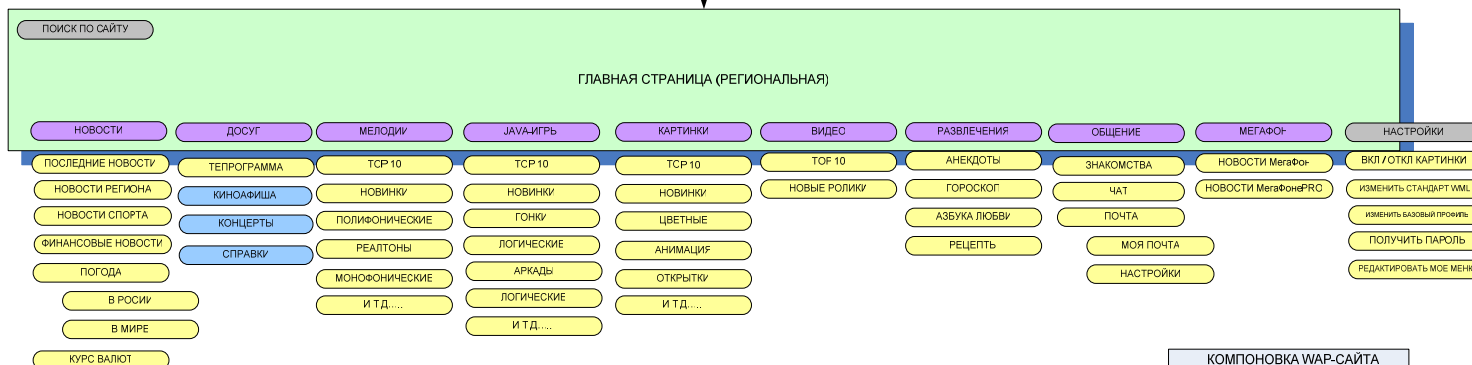 ПОИСК ПО САЙТУ
ГЛАВНАЯ СТРАНИЦА (РЕГИОНАЛЬНАЯ)
НОВОСТИ
ПОСЛЕДНИЕ НОВОСТИ
НОВОСТИ РЕГИОНА
НОВОСТИ СПОРТА
ФИНАНСОВЫЕ НОВОСТИ
ПОГОДА
В РОСИИ
В МИРЕ
КУРС ВАЛЮТ
ДОСУГ
ТЕПРОГРАММА
КИНОАФИША
КОНЦЕРТЫ
СПРАВКИ
МЕЛОДИИ
TCP 10
НОВИНКИ
ПОЛИФОНИЧЕСКИЕ
РЕАЛТОНЫ
МОНОФОНИЧЕСКИЕ
И Т Д.....
JAVA-ИГРЬ
TCP 10
НОВИНКИ
ГОНКИ
ЛОГИЧЕСКИЕ
АРКАДЫ
ЛОГИЧЕСКИЕ
И Т Д.....
КАРТИНКИ
TCP 10
НОВИНКИ
ЦВЕТНЫЕ
АНИМАЦИЯ
ОТКРЫТКИ
И Т Д.....
ВИДЕО
TOF 10
НОВЫЕ РОЛИКИ
РАЗВЛЕЧЕНИЯ
АНЕКДОТЫ
ГОРОСКОГ
АЗБУКА ЛЮБВИ
РЕЦЕПТЬ
ОБЩЕНИЕ
ЗНАКОМСТВА
ЧАТ
ПОЧТА
МОЯ ПОЧТА
НАСТРОЙКИ
МЕГАФОН
НОВОСТИ МегаФон
НОВОСТИ МегаФонеPRO
НАСТРОЙКИ
ВКЛ / ОТКЛ КАРТИНКИ
ИЗМЕНИТЬ СТАНДАРТ WML
ИЗМЕНИТЬ БАЗОВЫЙ ПРОФИЛЬ
ПОЛУЧИТЬ ПАРОЛЬ
РЕДАКТИРОВАТЬ МОЕ МЕНЮ
КОМПОНОВКА WAP-САЙТА